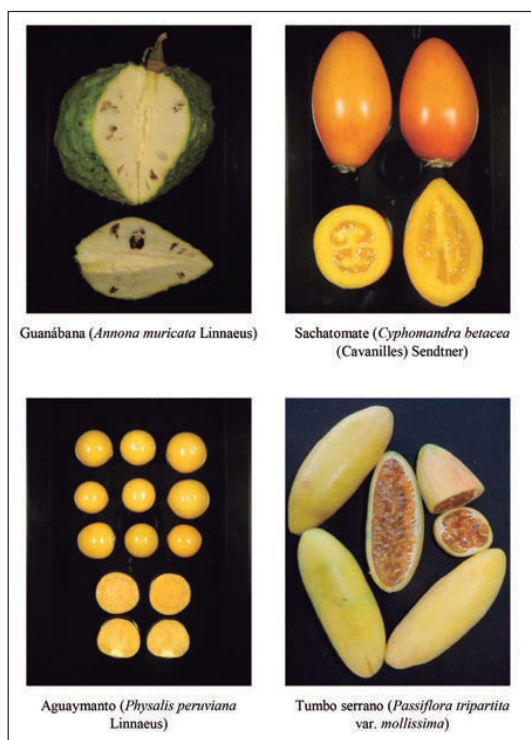 Guanábana (Annona muricata Linnaeus)
Sachatomate (Cyphomandra betacea
(Cavanilles) Sendtner)
Aguaymanto (Physalis peruviana
Linnaeus)
Tumbo serrano (Passiflora tripartita
var. mollissima)